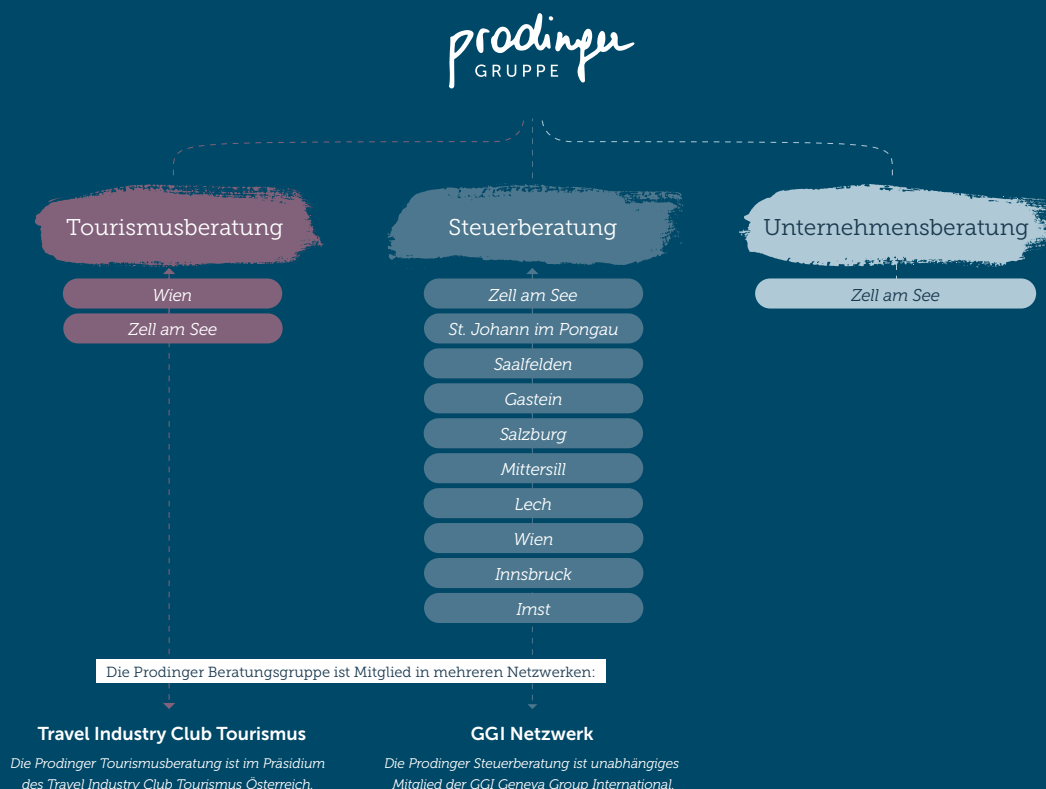 prodinger
GRUPPE
Tourismusberatung
Wien
Zell am See
Steuerberatung
Zell am See
St. Johann im Pongau
Saalfelden
Gastein
Salzburg
Mittersill
Lech
Wien
Innsbruck
Imst
Unternehmensberatung
Zell am See
Die Prodinger Beratungsgruppe ist Mitglied in mehreren Netzwerken:
Travel Industry Club Tourismus
Die Prodinger Tourismusberatung ist im Präsidium
des Travel Industry Club Tourismus Österreich.
GGI Netzwerk
Die Prodinger Steuerberatung ist unabhängiges
Mitglied der GGI Geneva Group International.